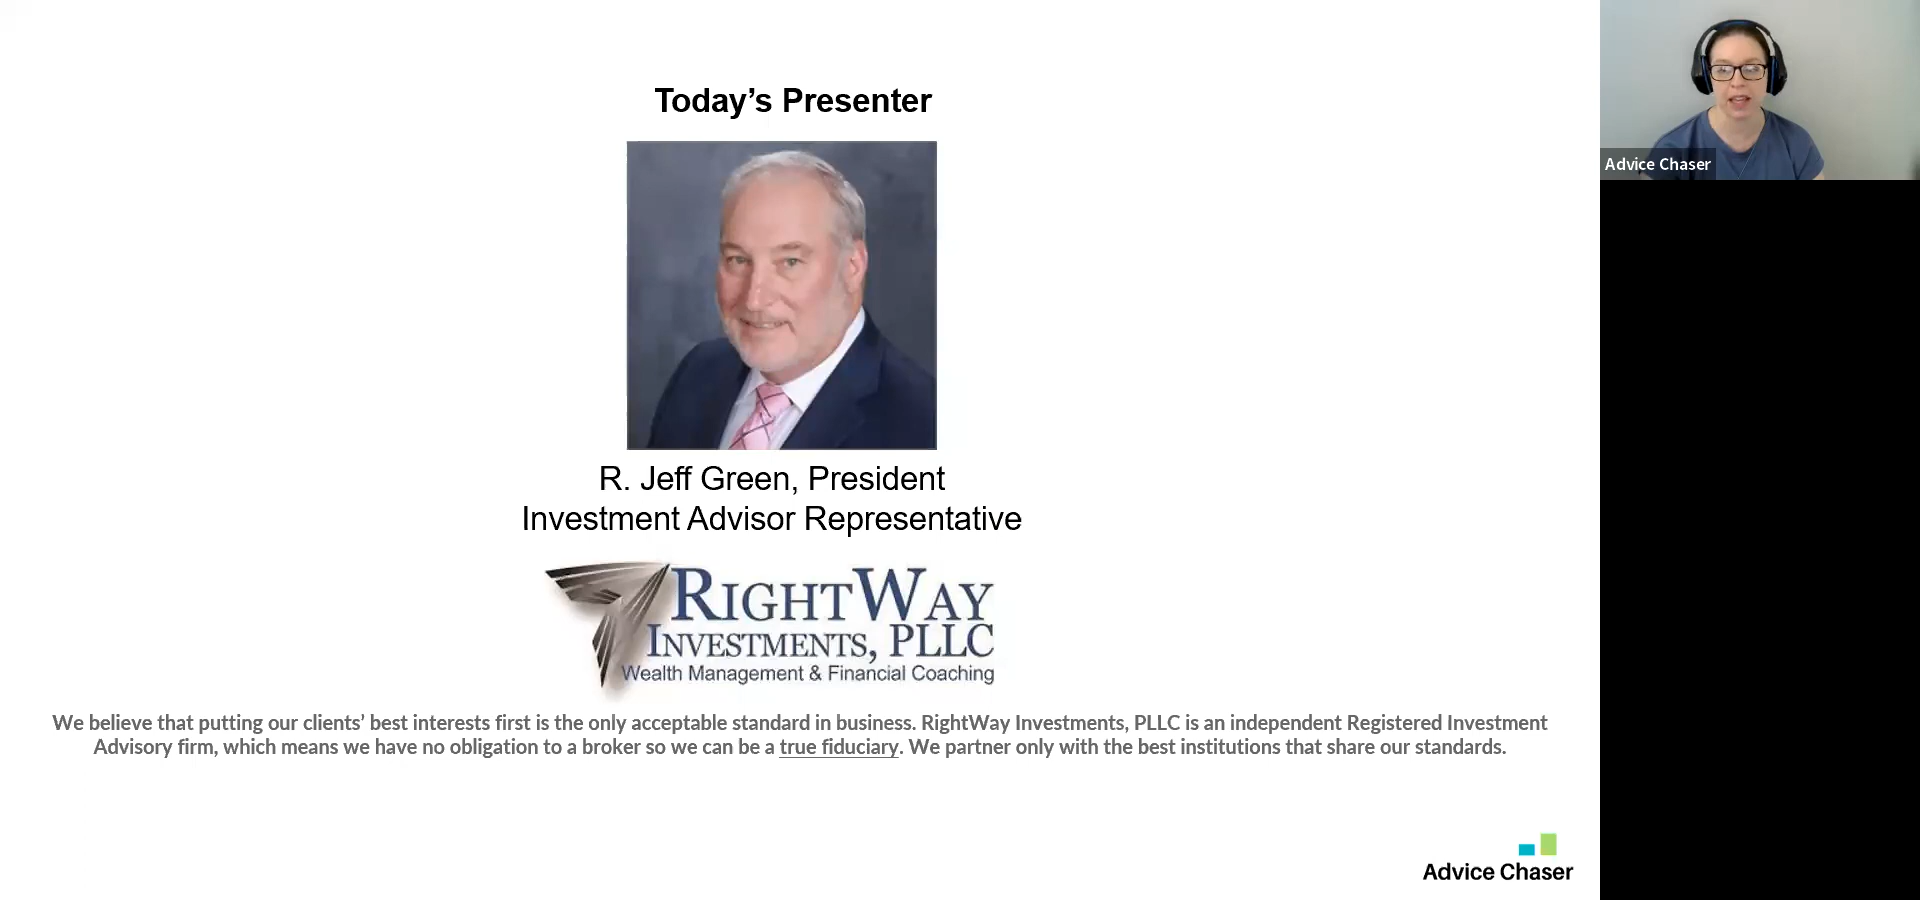 Today’s Presenter
R. Jeff Green, President
Investment Advisor Representative
RIGHTWAY
INVESTMENTS, PLLC
Wealth Management & Financial Coaching
We believe that putting our clients’ best interests first is the only acceptable standard in business. RightWay Investments, PLLC is an independent Registered Investment
Advisory firm, which means we have no obligation to a broker so we can be a true fiduciary. We partner only with the best institutions that share our standards.
Advice Chaser
Advice Chaser